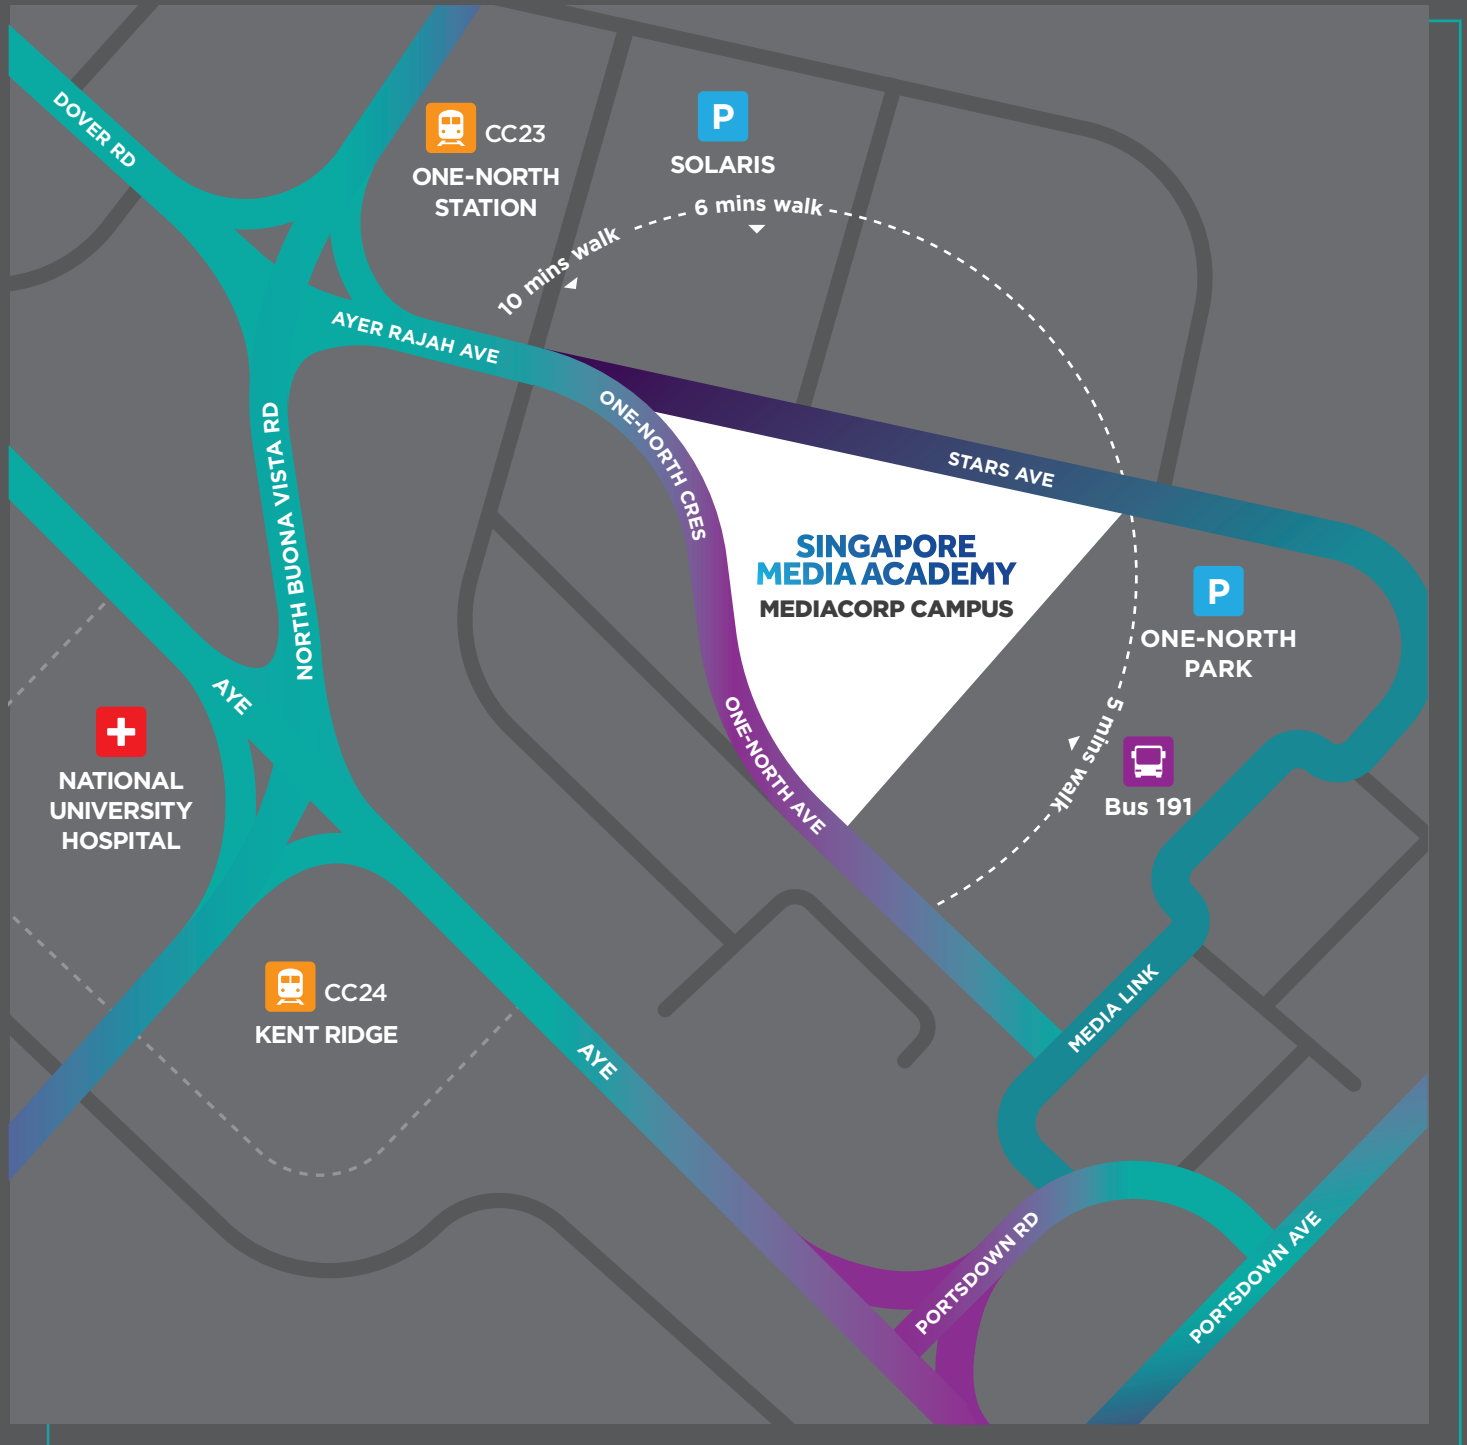 DOVER RD
CC23
ONE-NORTH
STATION
P
SOLARIS
6 mins walk
10 mins walk
AYER RAJAH AVE
ONE-NORTH CRES
STARS AVE
NORTH BUONA VISTA RD
SINGAPORE
MEDIA ACADEMY
MEDIACORP CAMPUS
P
ONE-NORTH
PARK
AYE
ONE-NORTH AVE
5 mins walk
Bus 191
NATIONAL
UNIVERSITY
HOSPITAL
CC24
KENT RIDGE
MEDIA LINK
AYE
PORTSDOWN RD
PORTSDOWN AVE